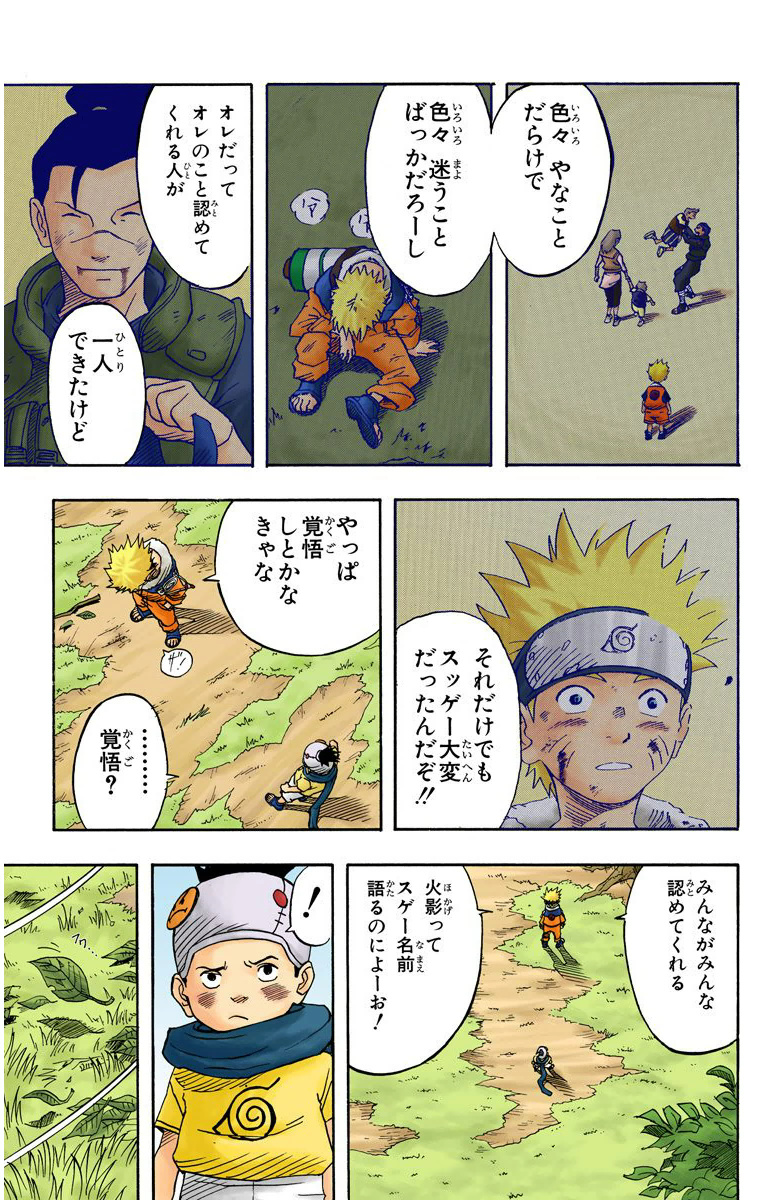 色々 やなこと
だらけで
色々 迷うこと
ばっかだろーし
オレだって
オレのこと認めて
くれる人が
一人
できたけど
それだけでも
スッゲー大変
だったんだぞ!!
やっぱ
覚悟
しとかな
きゃな
ザッ
………
覚悟?
みんながみんな
認めてくれる
火影って
スゲー名前
語るのによーお!
!